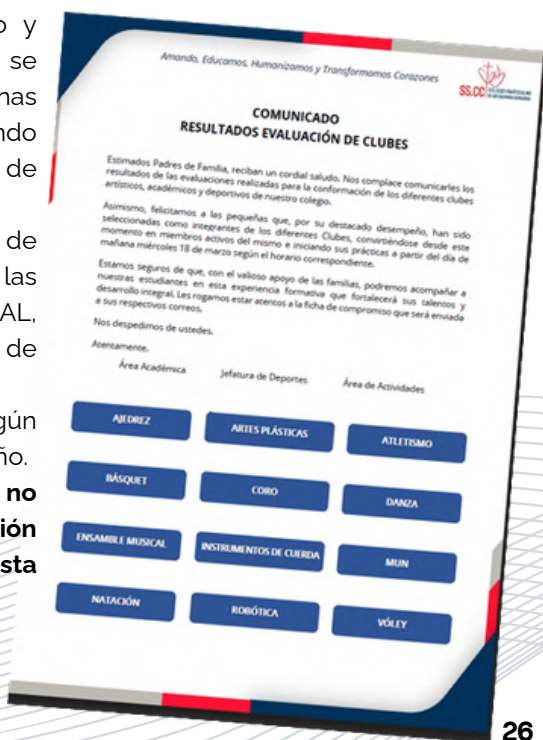 o y
se
nas
ndo
de
de
las
AL,
de
gún
ño.
no
ión
sta
Amando, Educamos, Humanizamos y Transformamos Corazones
SS.CC
COMUNICADO
RESULTADOS EVALUACIÓN DE CLUBES
Estimados Padres de Familia, reciban un cordial saludo. Nos complace comunicarles los
resultados de las evaluaciones realizadas para la conformación de los diferentes clubes
artísticos, académicos y deportivos de nuestro colegio.
Asimismo, felicitamos a las pequeñas que, por su destacado desempeño, han sido
seleccionadas como integrantes de los diferentes Clubes, convirtiéndose desde este
momento en miembros activos del mismo e iniciando sus prácticas a partir del día de
mañana miércoles 18 de marzo según el horario correspondiente.
Estamos seguros de que, con el valioso apoyo de las familias, podremos acompañar a
nuestras estudiantes en esta experiencia formativa que fortalecerá sus talentos y
desarrollo integral. Les rogamos estar atentos a la ficha de compromiso que será enviada
a sus respectivos correos.
Nos despedimos de ustedes.
Atentamente.
Área Académica Jefatura de Deportes Área de Actividades
AJEDREZ ARTES PLÁSTICAS ATLETISMO
BÁSQUET CORO DANZA
ENSAMBLE MUSICAL INSTRUMENTOS DE CUERDA MUN
NATACIÓN ROBÓTICA VÓLEY
26